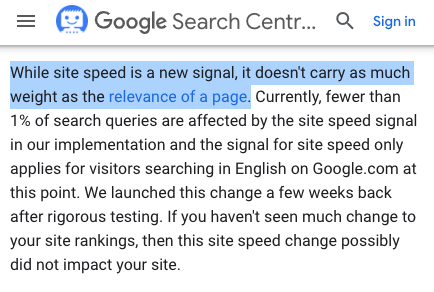 Google Search Centr... Sign in
While site speed is a new signal, it doesn't carry as much
weight as the relevance of a page. Currently, fewer than
1% of search queries are affected by the site speed signal
in our implementation and the signal for site speed only
applies for visitors searching in English on Google.com at
this point. We launched this change a few weeks back
after rigorous testing. If you haven't seen much change to
your site rankings, then this site speed change possibly
did not impact your site.